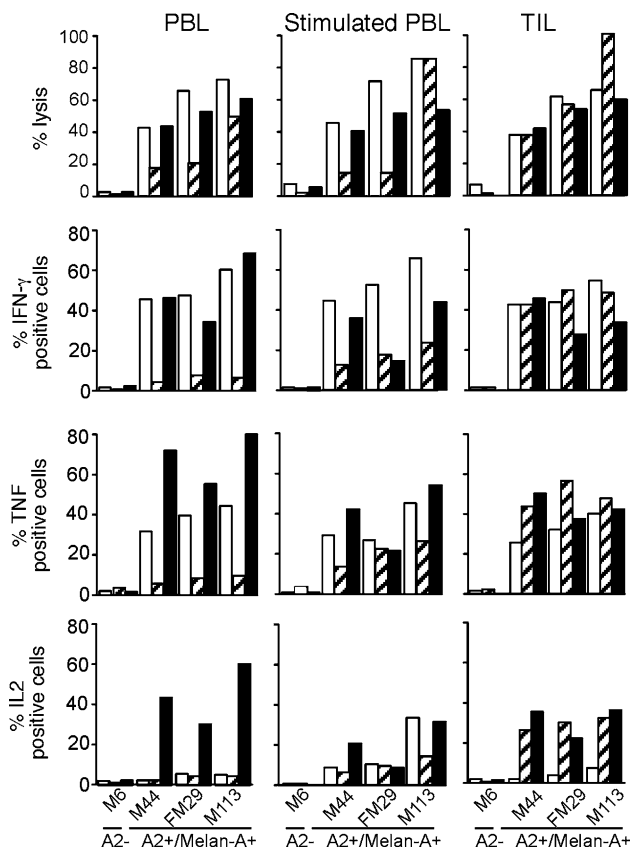 PBL Stimulated PBL TIL
% lysis
100
80
60
40
20
0
% IFN-γ
positive cells
80
60
40
20
0
% TNF
positive cells
80
60
40
20
0
% IL2
positive cells
80
60
40
20
0
M6 M44 FM29 M113 M6 M44 FM29 M113 M6 M44 FM29 M113
A2- A2+/Melan-A+ A2- A2+/Melan-A+ A2- A2+/Melan-A+